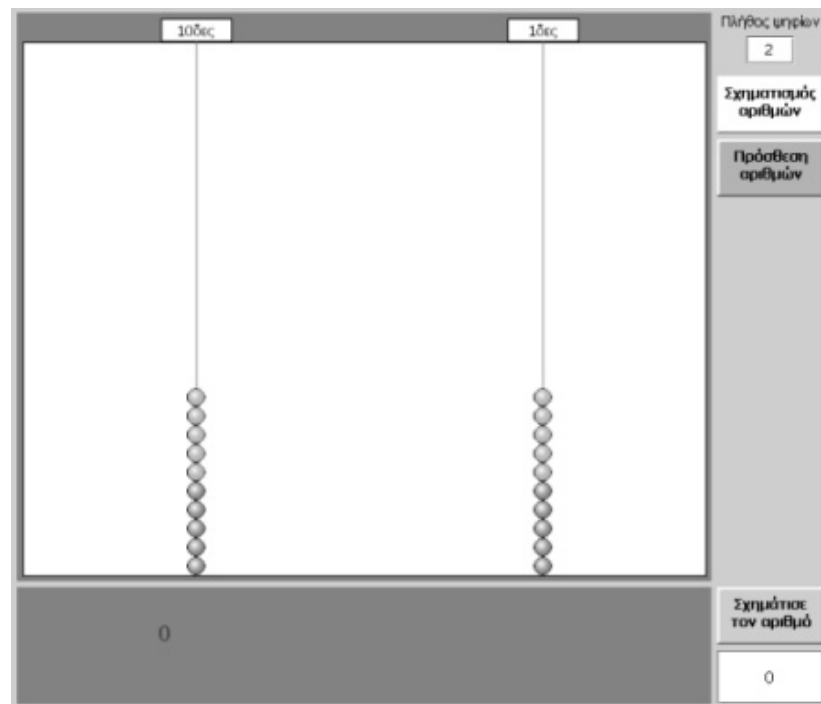 10δες
1δες
Πλήθος ψηφίων
2
Σχηματισμός
αριθμών
Πρόσθεση
αριθμών
0
Σχημάτισε
τον αριθμό
0